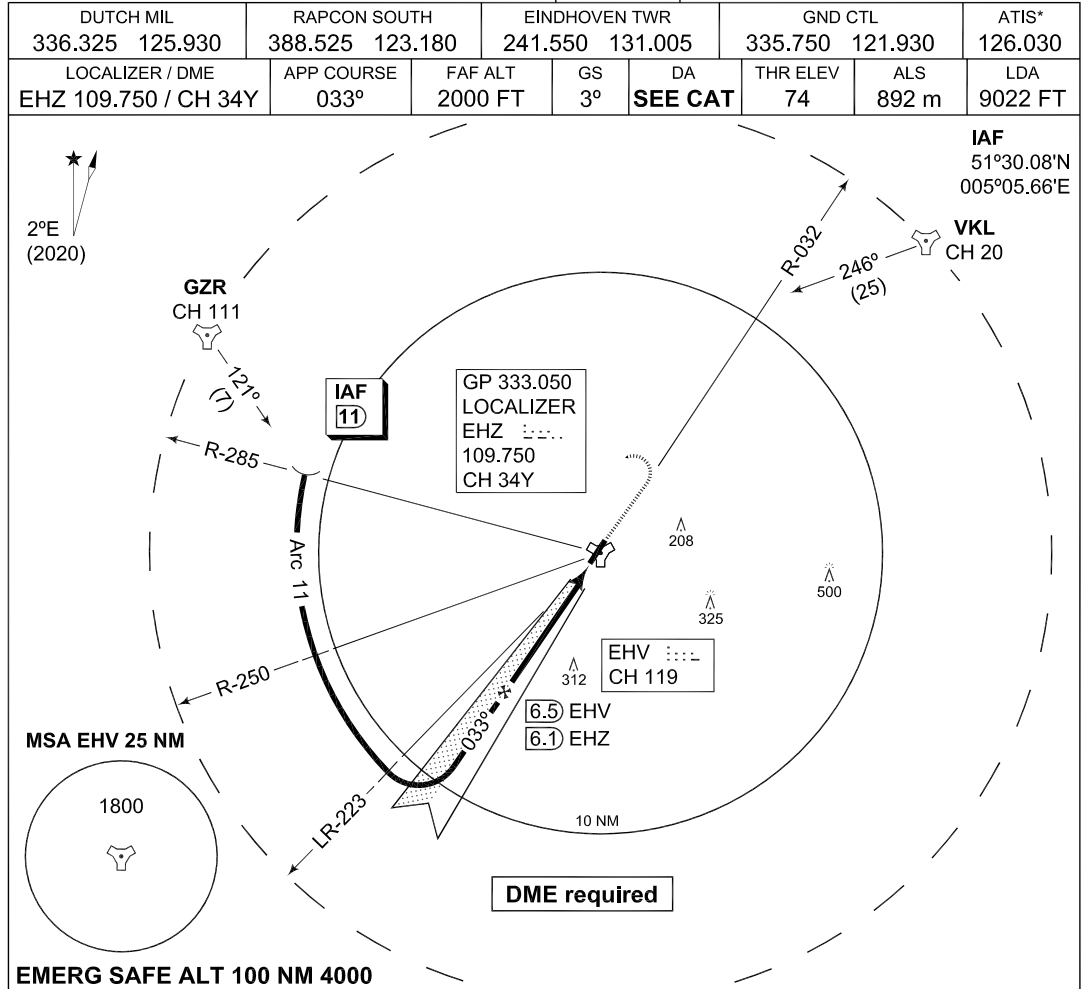 DUTCH MIL
336.325 125.930
RAPCON SOUTH
388.525 123.180
EINDHOVEN TWR
241.550 131.005
GND CTL
335.750 121.930
ATIS*
126.030
LOCALIZER / DME
EHZ 109.750 / CH 34Y
APP COURSE
033º
FAF ALT
2000 FT
GS
3º
DA
SEE CAT
THR ELEV
74
ALS
892 m
LDA
9022 FT
IAF
51º30.08'N
005º05.66'E
2ºE
(2020)
VKL
CH 20
246º
(25)
R-032
GZR
CH 111
121º
(7)
IAF
11
GP 333.050
LOCALIZER
EHZ
109.750
CH 34Y
R-285
Arc 11
208
500
325
R-250
312
EHV
CH 119
6.5 EHV
6.1 EHZ
033º
LR-223
10 NM
MSA EHV 25 NM
1800
DME required
EMERG SAFE ALT 100 NM 4000